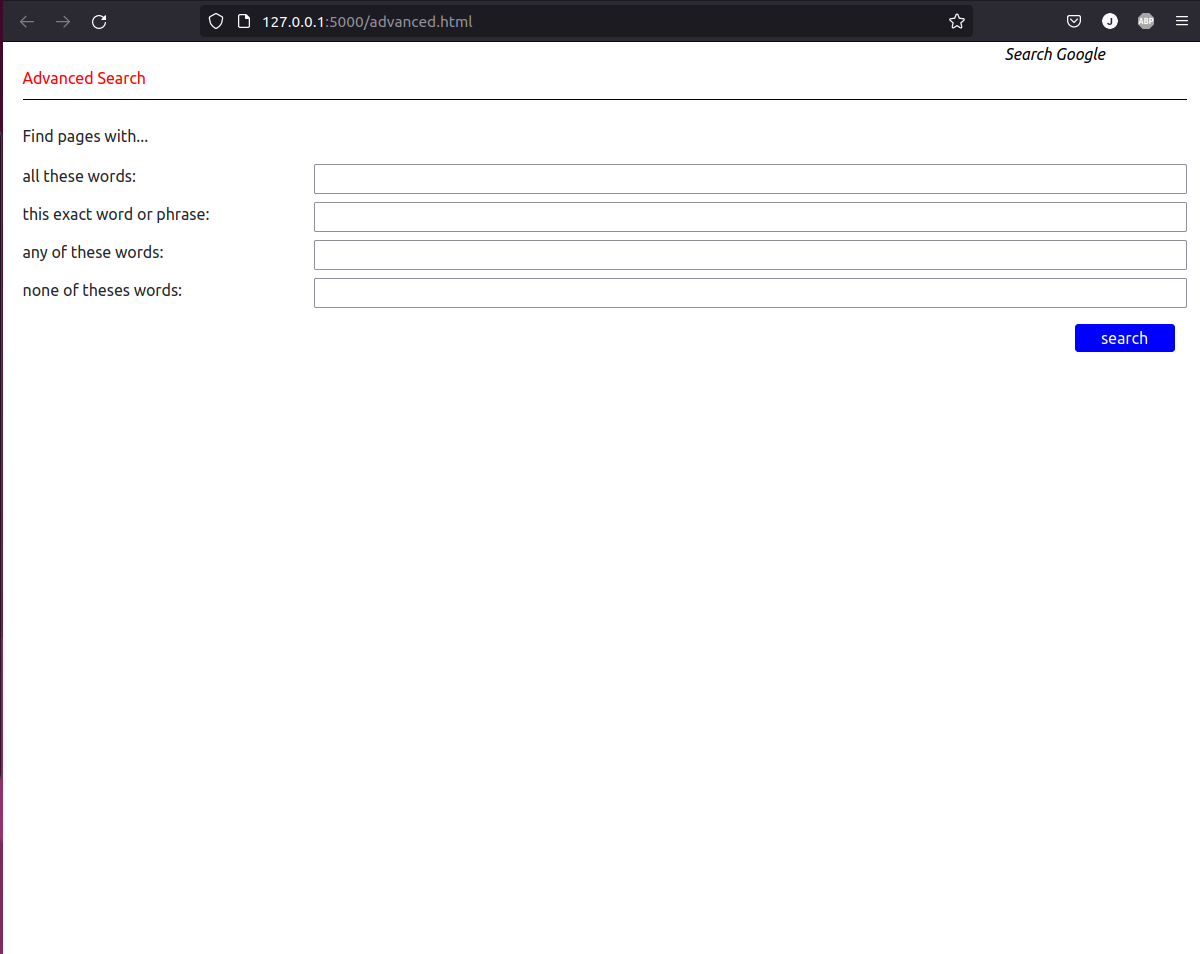 127.0.0.1:5000/advanced.html
J
ABP
Search Google
Advanced Search
Find pages with...
all these words:
this exact word or phrase:
any of these words:
none of theses words:
search